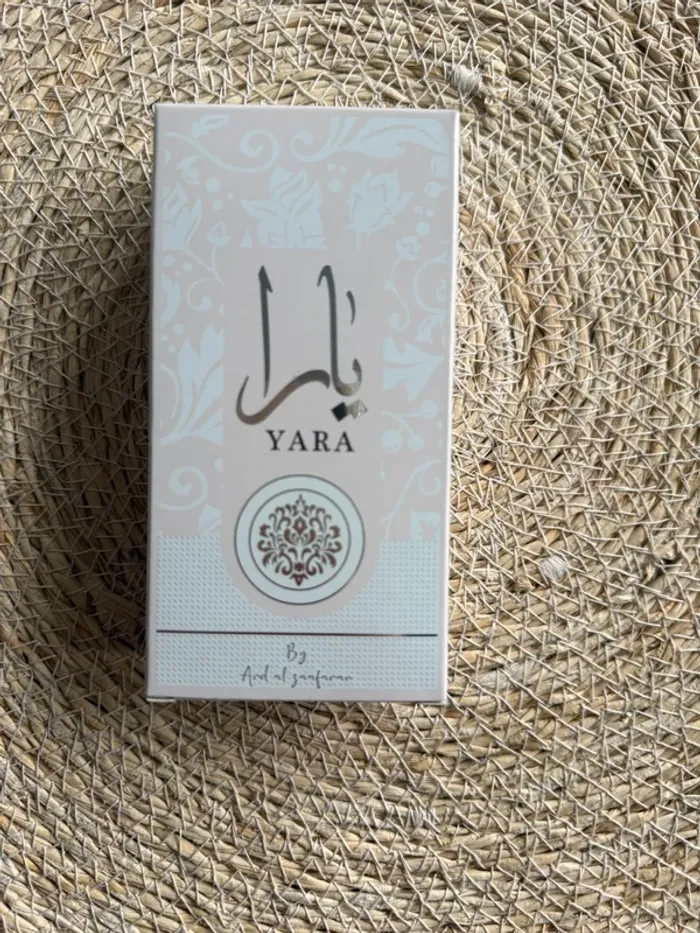 يارا
YARA
By
Ard al zaafaran